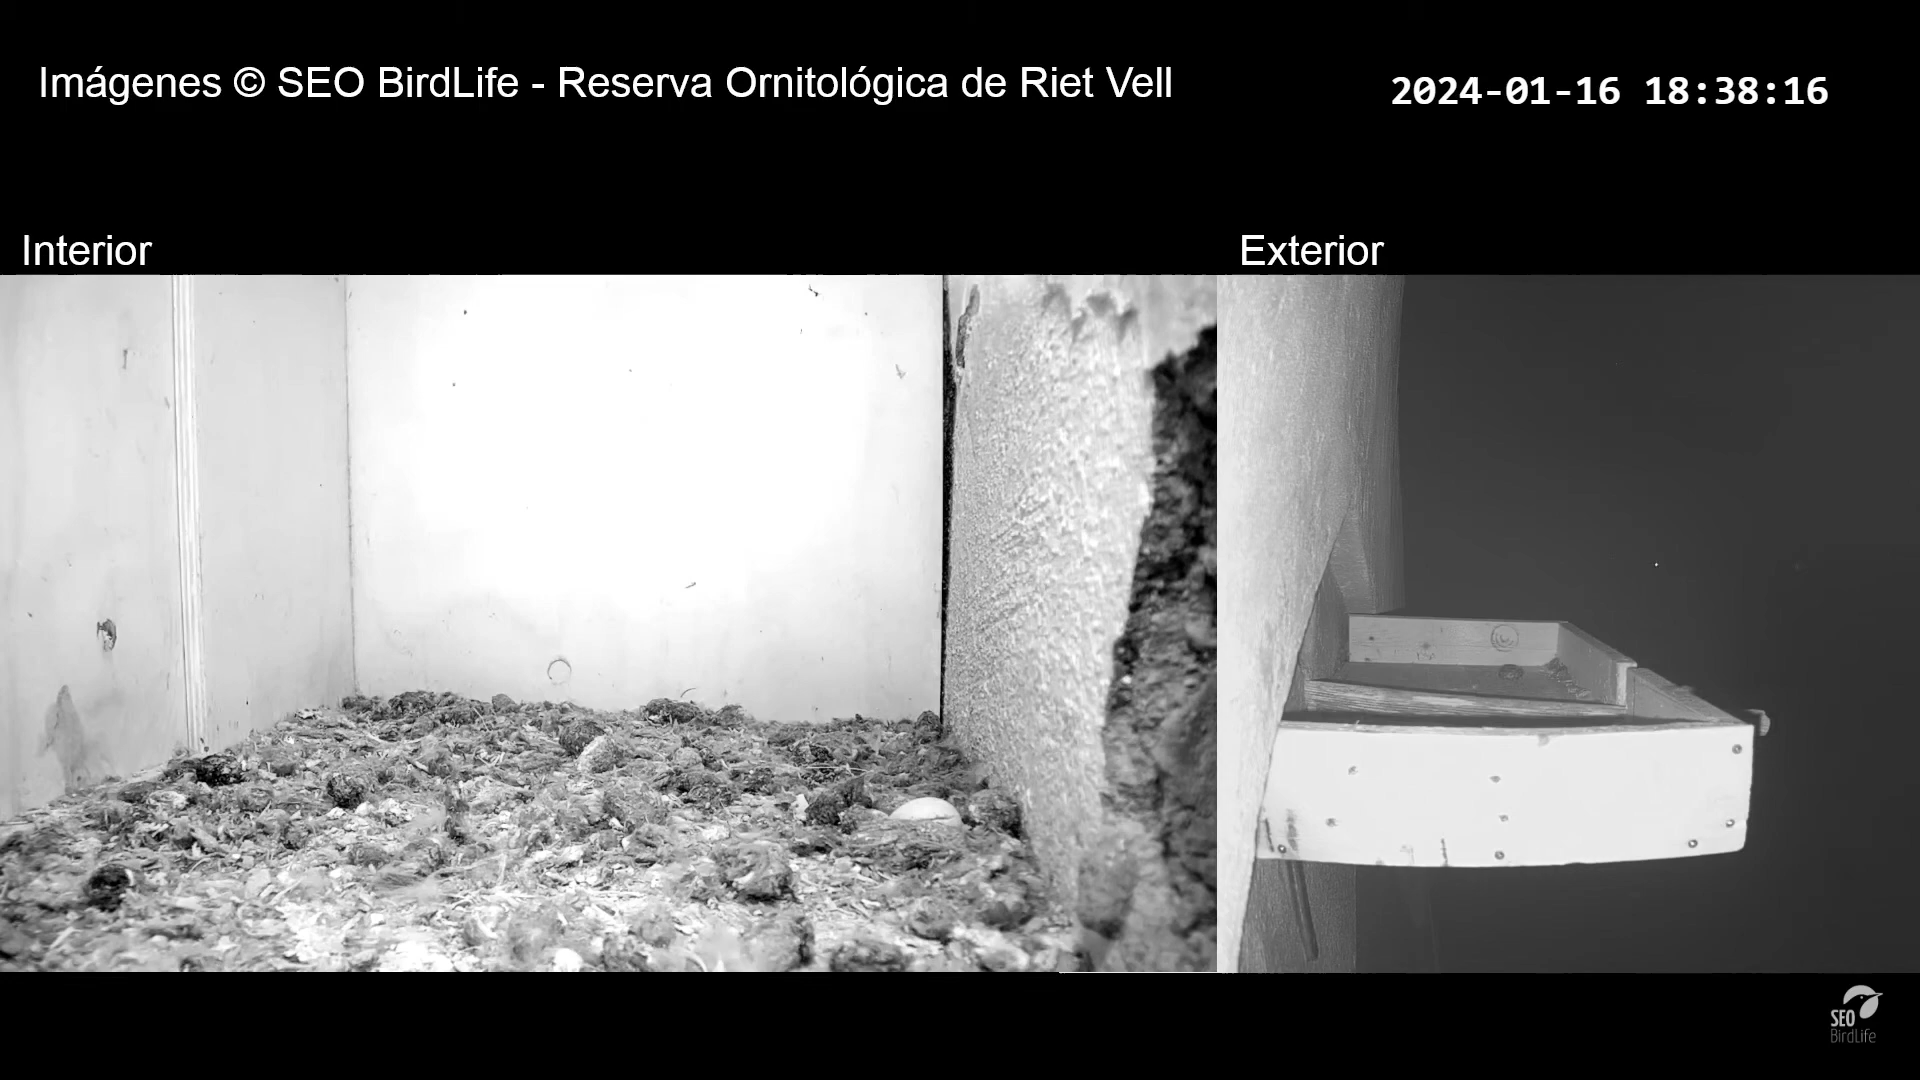 Imágenes © SEO BirdLife - Reserva Ornitológica de Riet Vell
2024-01-16 18:38:16
Interior
Exterior
SEO
BirdLife